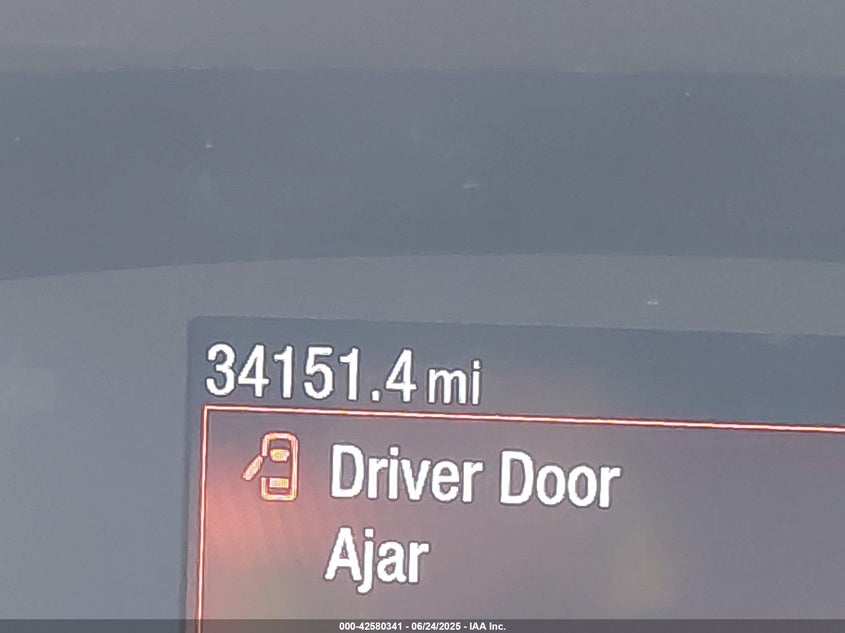 34151.4 mi
Driver Door
Ajar
000-42580341 - 06/24/2025 - IAA Inc.